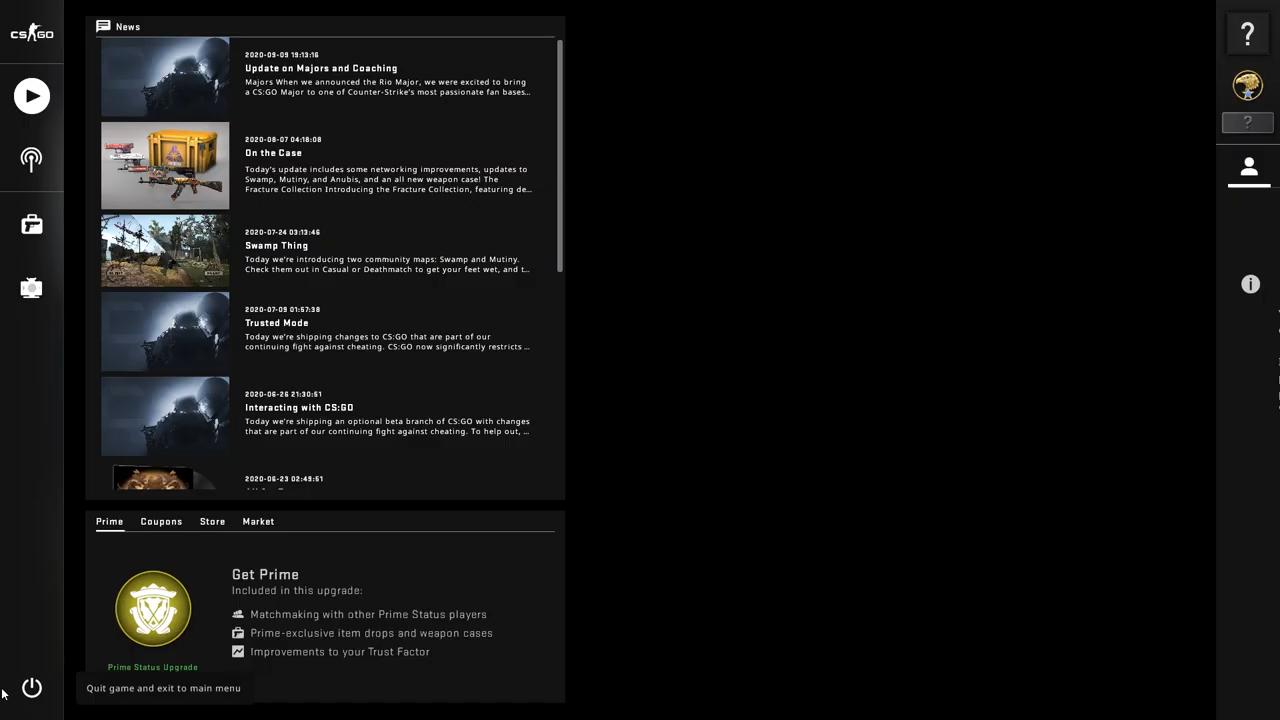 CS:GO
News
2020-09-09 19:13:16
Update on Majors and Coaching
Majors When we announced the Rio Major, we were excited to bring
a CS:GO Major to one of Counter-Strike's most passionate fan bases…
2020-08-07 04:18:08
On the Case
Today's update includes some networking improvements, updates to
Swamp, Mutiny, and Anubis, and an all new weapon case! The
Fracture Collection Introducing the Fracture Collection, featuring de…
2020-07-24 03:13:46
Swamp Thing
Today we're introducing two community maps: Swamp and Mutiny.
Check them out in Casual or Deathmatch to get your feet wet, and t…
2020-07-09 01:57:38
Trusted Mode
Today we're shipping changes to CS:GO that are part of our
continuing fight against cheating. CS:GO now significantly restricts …
2020-06-26 21:30:51
Interacting with CS:GO
Today we're shipping an optional beta branch of CS:GO with changes
that are part of our continuing fight against cheating. To help out, …
2020-06-23 02:49:51
Prime Coupons Store Market
Get Prime
Included in this upgrade:
Matchmaking with other Prime Status players
Prime-exclusive item drops and weapon cases
Improvements to your Trust Factor
Prime Status Upgrade
Quit game and exit to main menu
?
?